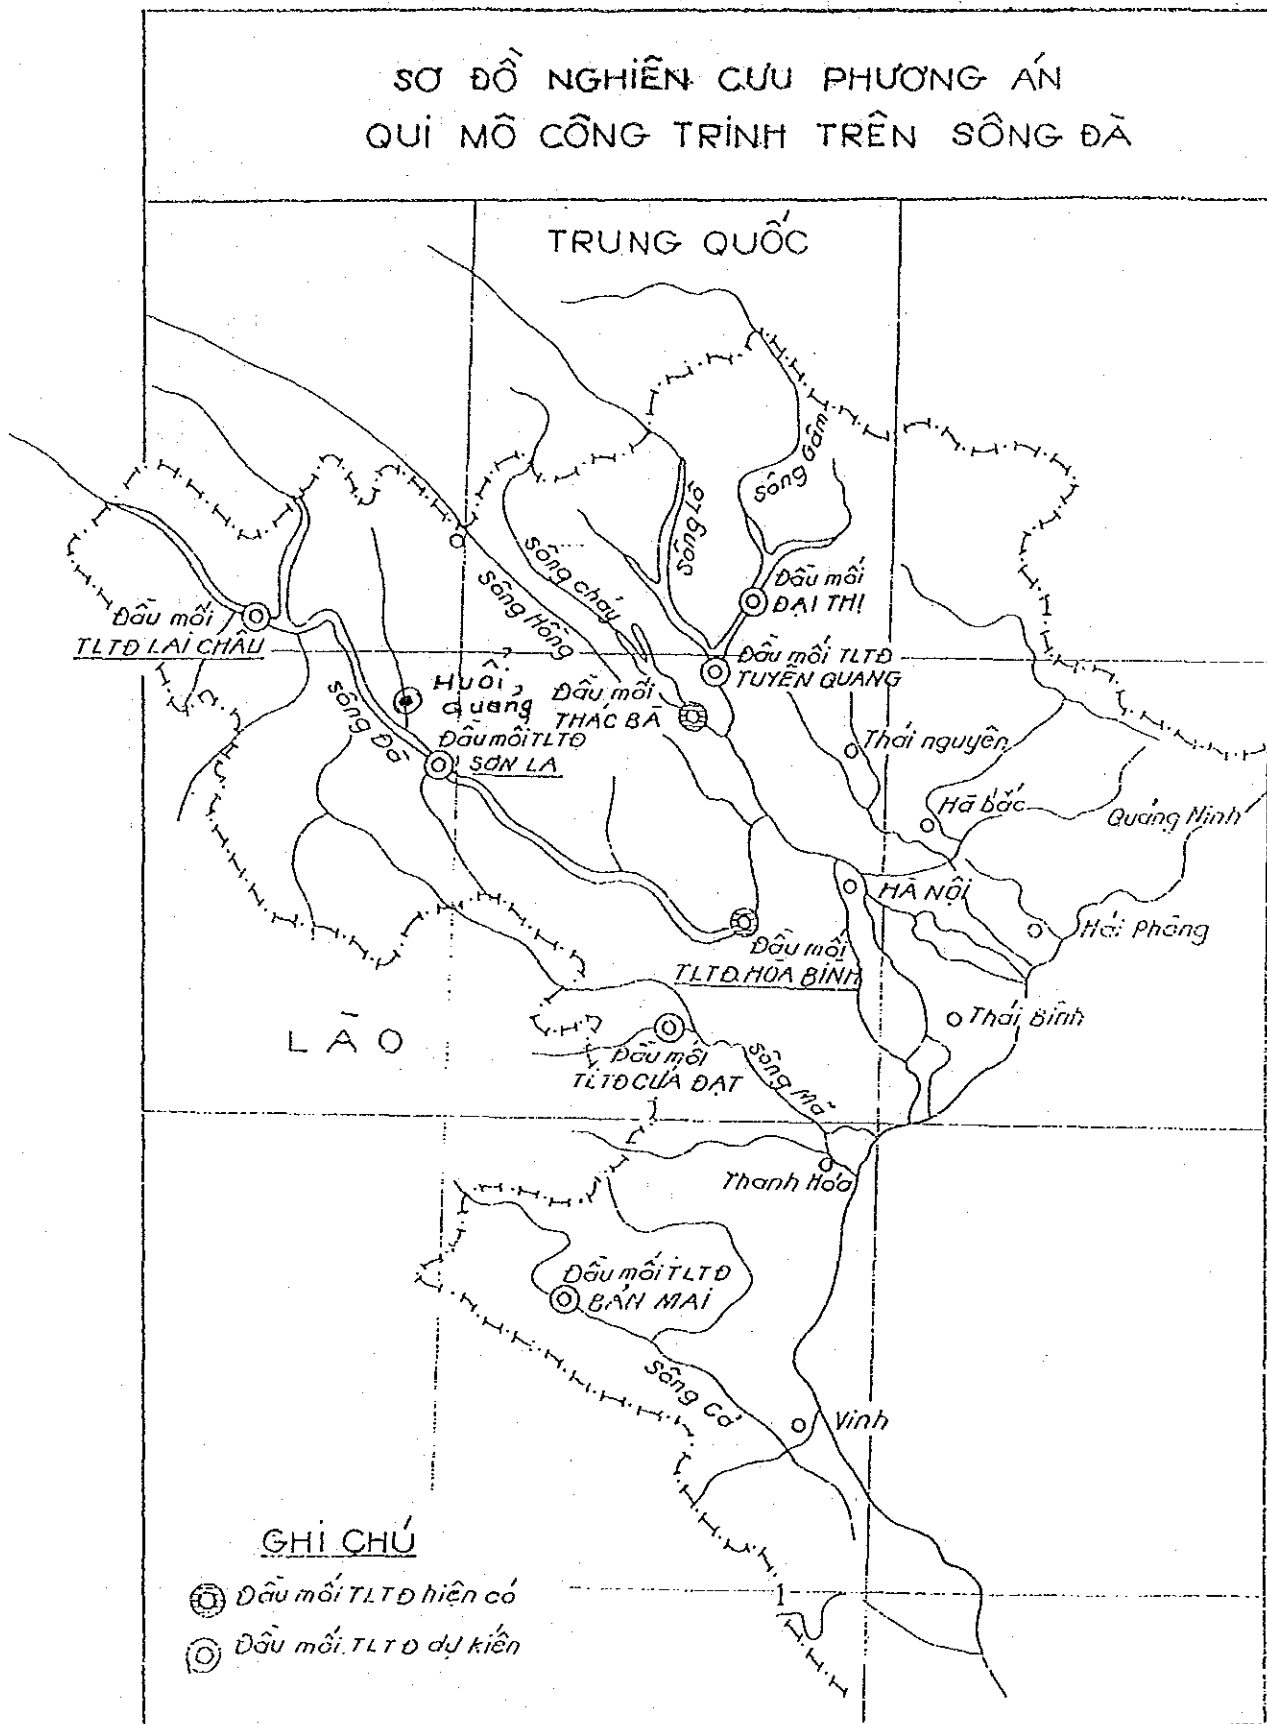 SƠ ĐỒ NGHIÊN CỨU PHƯƠNG ÁN
QUI MÔ CÔNG TRÌNH TRÊN SÔNG ĐÀ
TRUNG QUỐC
Sông Gâm
Sông Lô
Sông chảy
Sông Hồng
Đầu mối
ĐẠI THỊ
Đầu mối
TLTĐ LAI CHÂU
Đầu mối TLTĐ
TUYÊN QUANG
Huổi
quảng
Đầu mối
THÁC BÀ
Sông Đà
Đầu mối TLTĐ
SƠN LA
Thái nguyên
Hà bắc
Quảng Ninh
HÀ NỘI
Hải Phòng
Đầu mối
TLTĐ HÒA BÌNH
Thái Bình
LÀO
Đầu mối
TLTĐ CỬA ĐẠT
Sông Mã
Thanh Hóa
Đầu mối TLTĐ
BẢN MAI
Sông Cả
Vinh
GHI CHÚ
Đầu mối TLTĐ hiện có
Đầu mối TLTĐ dự kiến